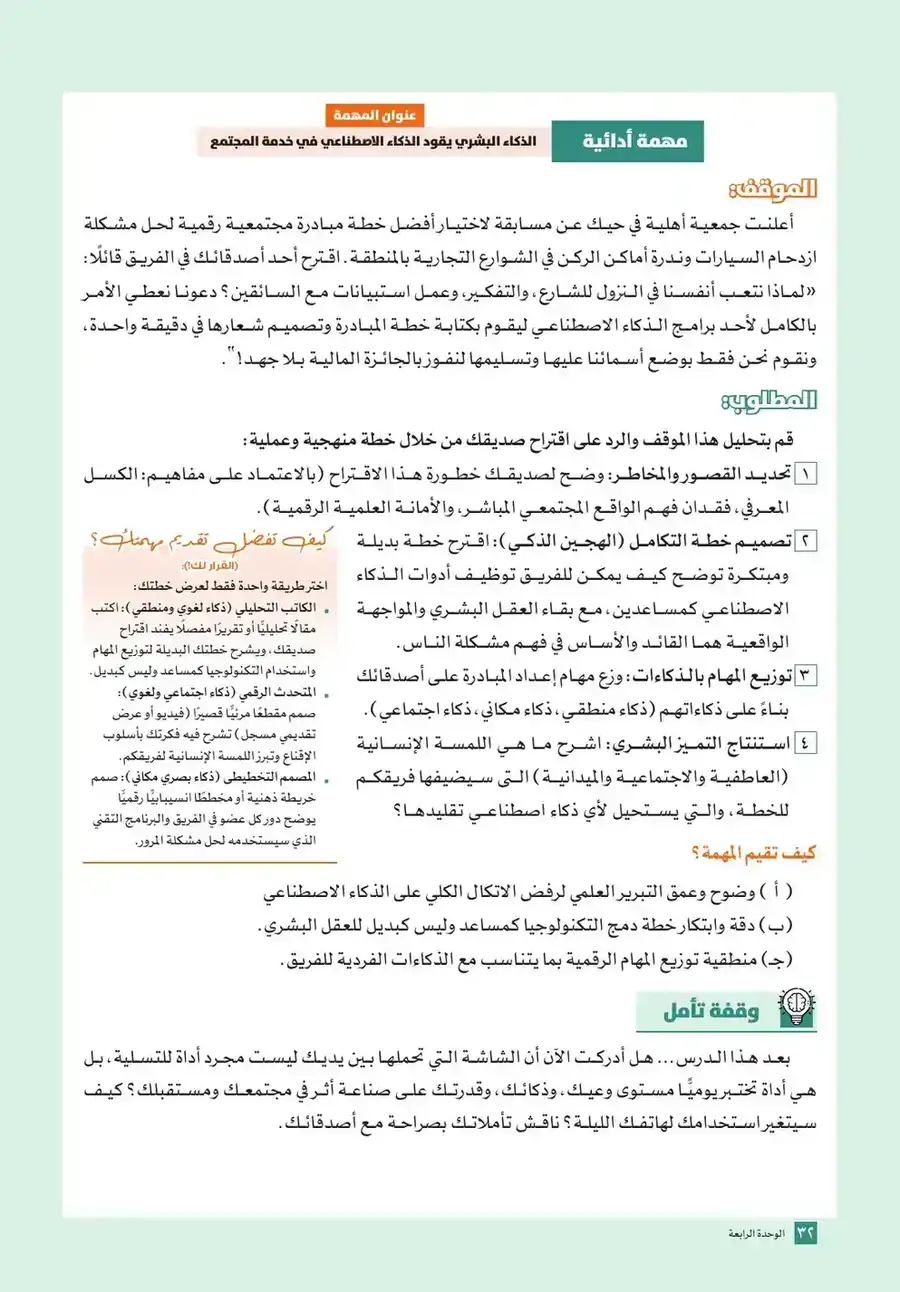 عنوان المهمة
مهمة أدائية
الذكاء البشري يقود الذكاء الاصطناعي في خدمة المجتمع
الموقف:
أعلنت جمعية أهلية في حيك عن مسابقة لاختيار أفضل خطة مبادرة مجتمعية رقمية لحل مشكلة
ازدحام السيارات وندرة أماكن الركن في الشوارع التجارية بالمنطقة. اقترح أحد أصدقائك في الفريق قائلًا:
«لماذا نتعب أنفسنا في النزول للشارع، والتفكير، وعمل استبيانات مع السائقين؟ دعونا نعطي الأمر
بالكامل لأحد برامج الذكاء الاصطناعي ليقوم بكتابة خطة المبادرة وتصميم شعارها في دقيقة واحدة،
ونقوم نحن فقط بوضع أسمائنا عليها وتسليمها لنفوز بالجائزة المالية بلا جهد!".
المطلوب:
قم بتحليل هذا الموقف والرد على اقتراح صديقك من خلال خطة منهجية وعملية:
١ تحديد القصور والمخاطر: وضح لصديقك خطورة هذا الاقتراح (بالاعتماد على مفاهيم: الكسل
المعرفي، فقدان فهم الواقع المجتمعي المباشر، والأمانة العلمية الرقمية).
٢ تصميم خطة التكامل (الهجين الذكي): اقترح خطة بديلة
ومبتكرة توضح كيف يمكن للفريق توظيف أدوات الذكاء
الاصطناعي كمساعدين، مع بقاء العقل البشري والمواجهة
الواقعية هما القائد والأساس في فهم مشكلة الناس.
٣ توزيع المهام بالذكاءات: وزع مهام إعداد المبادرة على أصدقائك
بناءً على ذكاءاتهم (ذكاء منطقي، ذكاء مكاني، ذكاء اجتماعي).
٤ استنتاج التميز البشري: اشرح ما هي اللمسة الإنسانية
(العاطفية والاجتماعية والميدانية) التى سيضيفها فريقكم
للخطة، والتي يستحيل لأي ذكاء اصطناعي تقليدها؟
كيف تفضل تقديم مهمتك؟
(القرار لك!):
اختر طريقة واحدة فقط لعرض خطتك:
• الكاتب التحليلي (ذكاء لغوي ومنطقي): اكتب
مقالًا تحليليًّا أو تقريرًا مفصلًا يفند اقتراح
صديقك، ويشرح خطتك البديلة لتوزيع المهام
واستخدام التكنولوجيا كمساعد وليس كبديل.
• المتحدث الرقمي (ذكاء اجتماعي ولغوي):
صمم مقطعًا مرئيًّا قصيرًا (فيديو أو عرض
تقديمي مسجل) تشرح فيه فكرتك بأسلوب
الإقناع وتبرز اللمسة الإنسانية لفريقكم.
• المصمم التخطيطي (ذكاء بصري مكاني): صمم
خريطة ذهنية أو مخططًا انسيابيًّا رقميًّا
يوضح دور كل عضو في الفريق والبرنامج التقني
الذي سيستخدمه لحل مشكلة المرور.
كيف تقيم المهمة؟
( أ ) وضوح وعمق التبرير العلمي لرفض الاتكال الكلي على الذكاء الاصطناعي
(ب) دقة وابتكار خطة دمج التكنولوجيا كمساعد وليس كبديل للعقل البشري.
(جـ) منطقية توزيع المهام الرقمية بما يتناسب مع الذكاءات الفردية للفريق.
وقفة تأمل
بعد هذا الدرس... هل أدركت الآن أن الشاشة التي تحملها بين يديك ليست مجرد أداة للتسلية، بل
هي أداة تختبر يوميًّا مستوى وعيك، وذكائك، وقدرتك على صناعة أثر في مجتمعك ومستقبلك؟ كيف
سيتغير استخدامك لهاتفك الليلة؟ ناقش تأملاتك بصراحة مع أصدقائك.
٣٢ الوحدة الرابعة